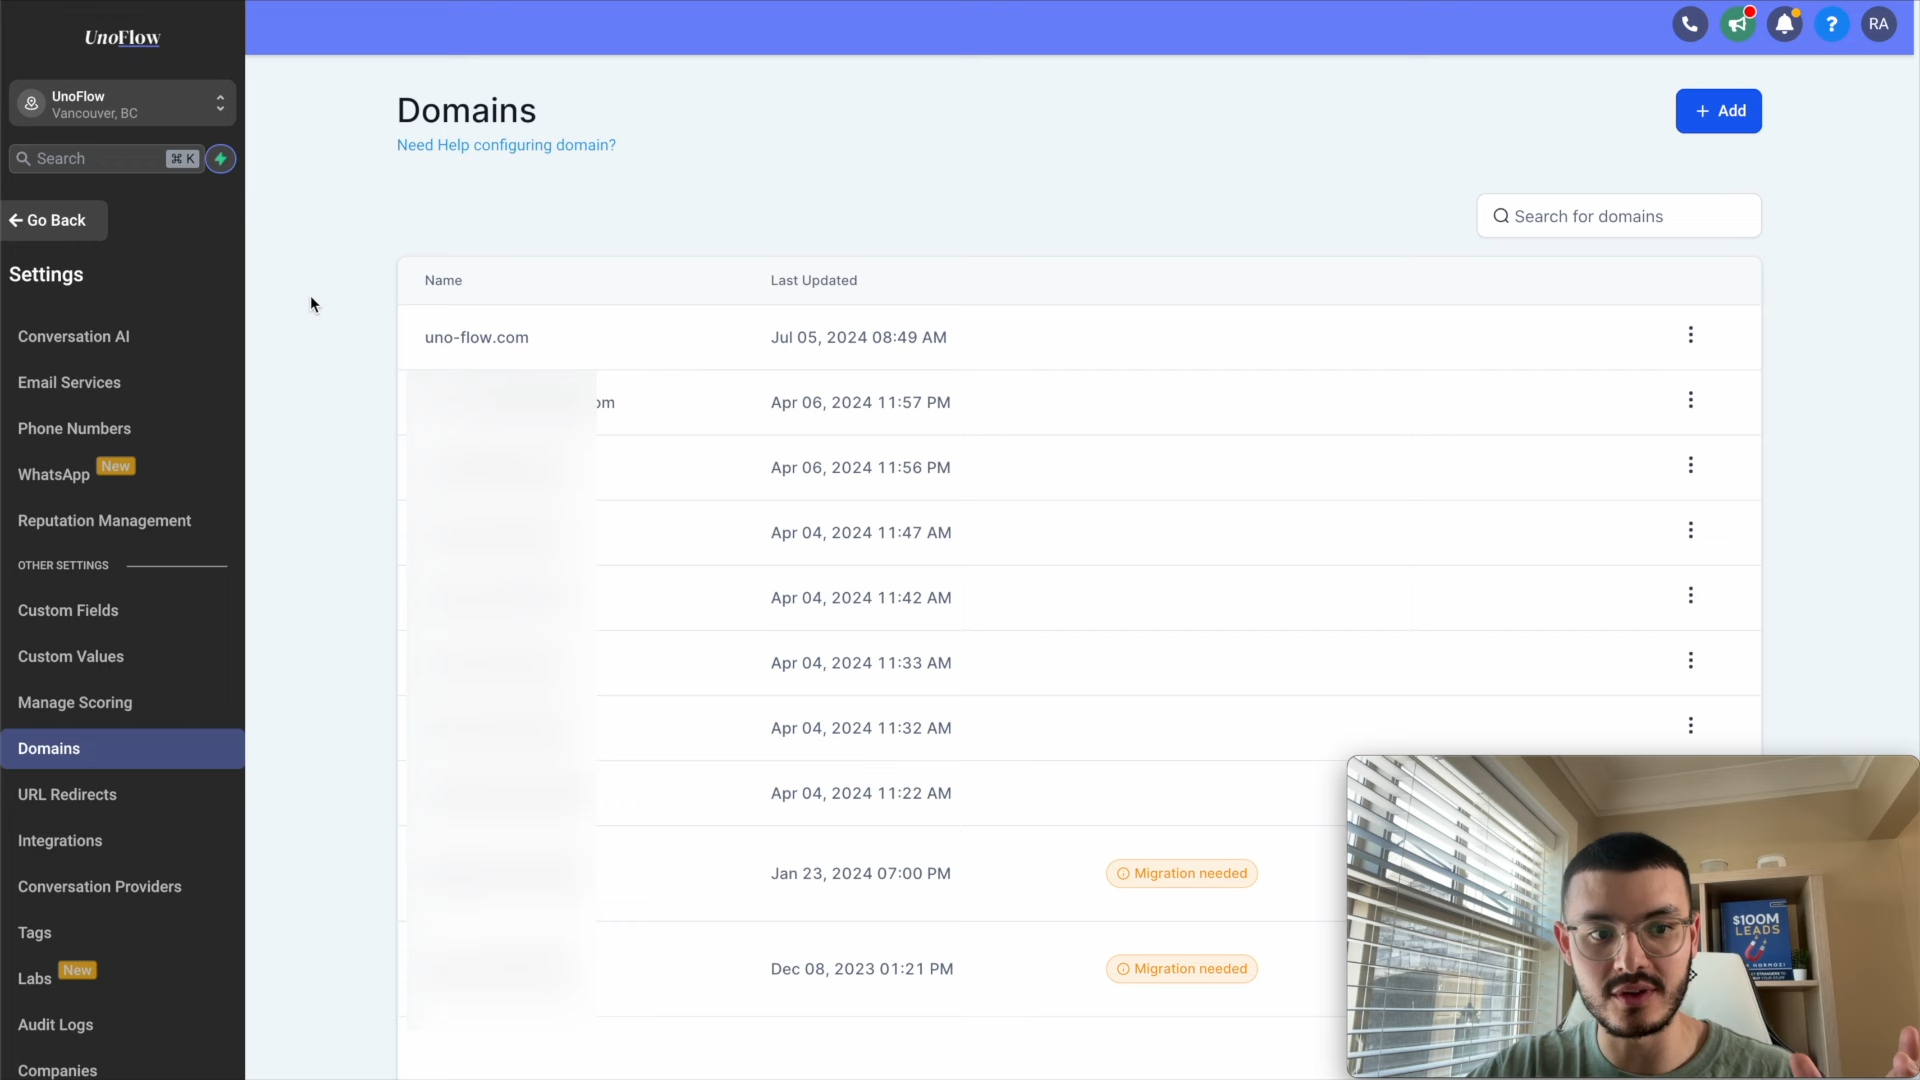 UnoFlow
UnoFlow
Vancouver, BC
Search
⌘ K
Go Back
Settings
Conversation AI
Email Services
Phone Numbers
WhatsApp New
Reputation Management
OTHER SETTINGS
Custom Fields
Custom Values
Manage Scoring
Domains
URL Redirects
Integrations
Conversation Providers
Tags
Labs New
Audit Logs
Companies
?
RA
Domains
+ Add
Need Help configuring domain?
Search for domains
Name Last Updated
uno-flow.com Jul 05, 2024 08:49 AM
om Apr 06, 2024 11:57 PM
Apr 06, 2024 11:56 PM
Apr 04, 2024 11:47 AM
Apr 04, 2024 11:42 AM
Apr 04, 2024 11:33 AM
Apr 04, 2024 11:32 AM
Apr 04, 2024 11:22 AM
Jan 23, 2024 07:00 PM Migration needed
Dec 08, 2023 01:21 PM Migration needed
$100M
LEADS